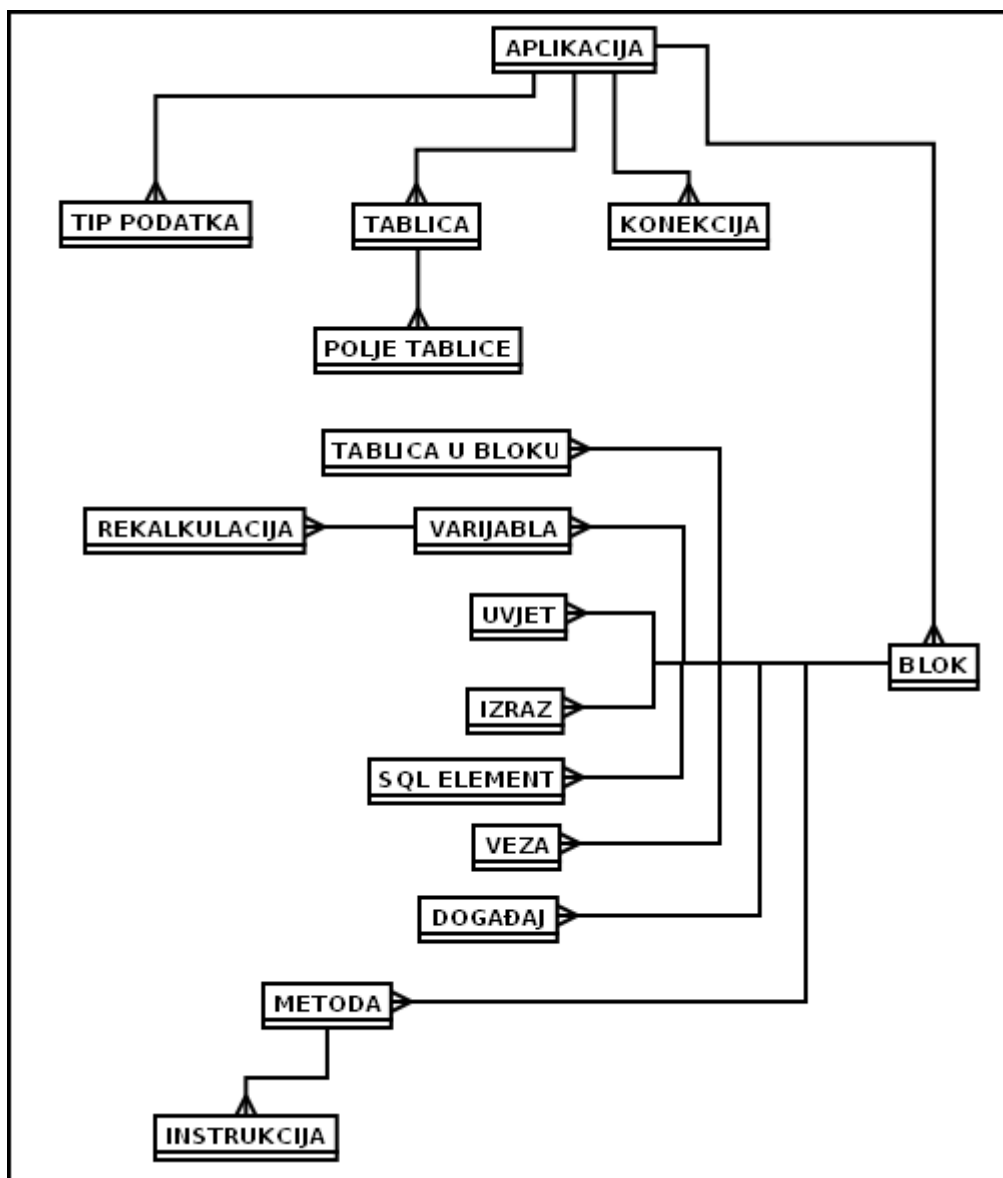 APLIKACIJA
TIP PODATKA
TABLICA
KONEKCIJA
POLJE TABLICE
TABLICA U BLOKU
REKALKULACIJA
VARIJABLA
UVJET
BLOK
IZRAZ
SQL ELEMENT
VEZA
DOGAĐAJ
METODA
INSTRUKCIJA